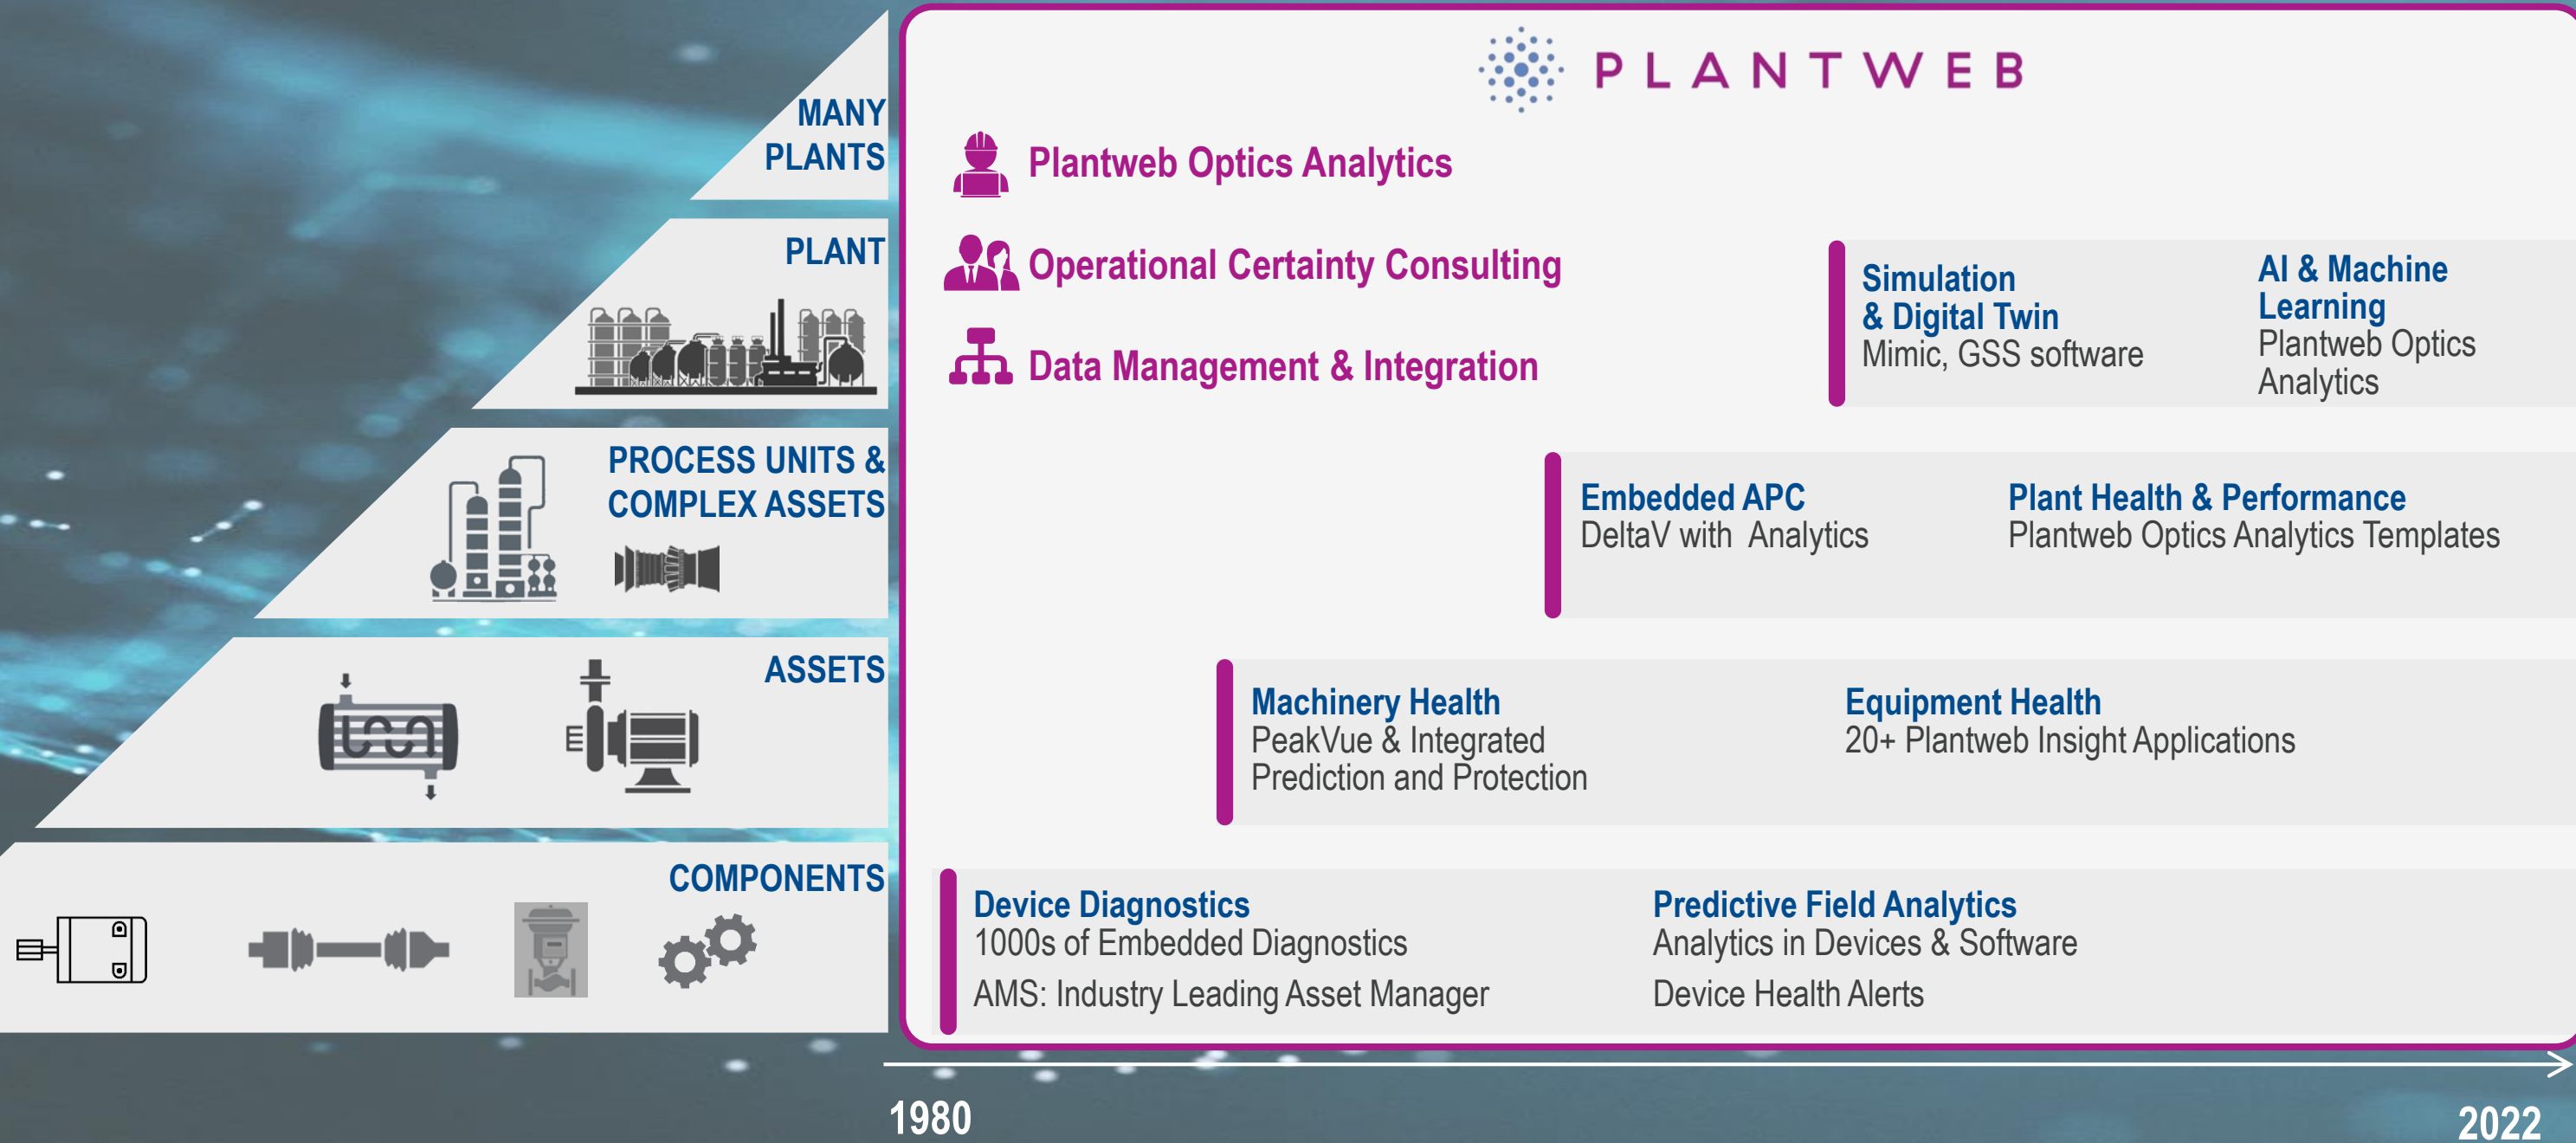 MANY
PLANTS
PLANT
PROCESS UNITS &
COMPLEX ASSETS
ASSETS
COMPONENTS
PLANTWEB
Plantweb Optics Analytics
Operational Certainty Consulting
Data Management & Integration
Simulation
& Digital Twin
Mimic, GSS software
AI & Machine
Learning
Plantweb Optics
Analytics
Embedded APC
DeltaV with Analytics
Plant Health & Performance
Plantweb Optics Analytics Templates
Machinery Health
PeakVue & Integrated
Prediction and Protection
Equipment Health
20+ Plantweb Insight Applications
Device Diagnostics
1000s of Embedded Diagnostics
AMS: Industry Leading Asset Manager
Predictive Field Analytics
Analytics in Devices & Software
Device Health Alerts
1980
2022